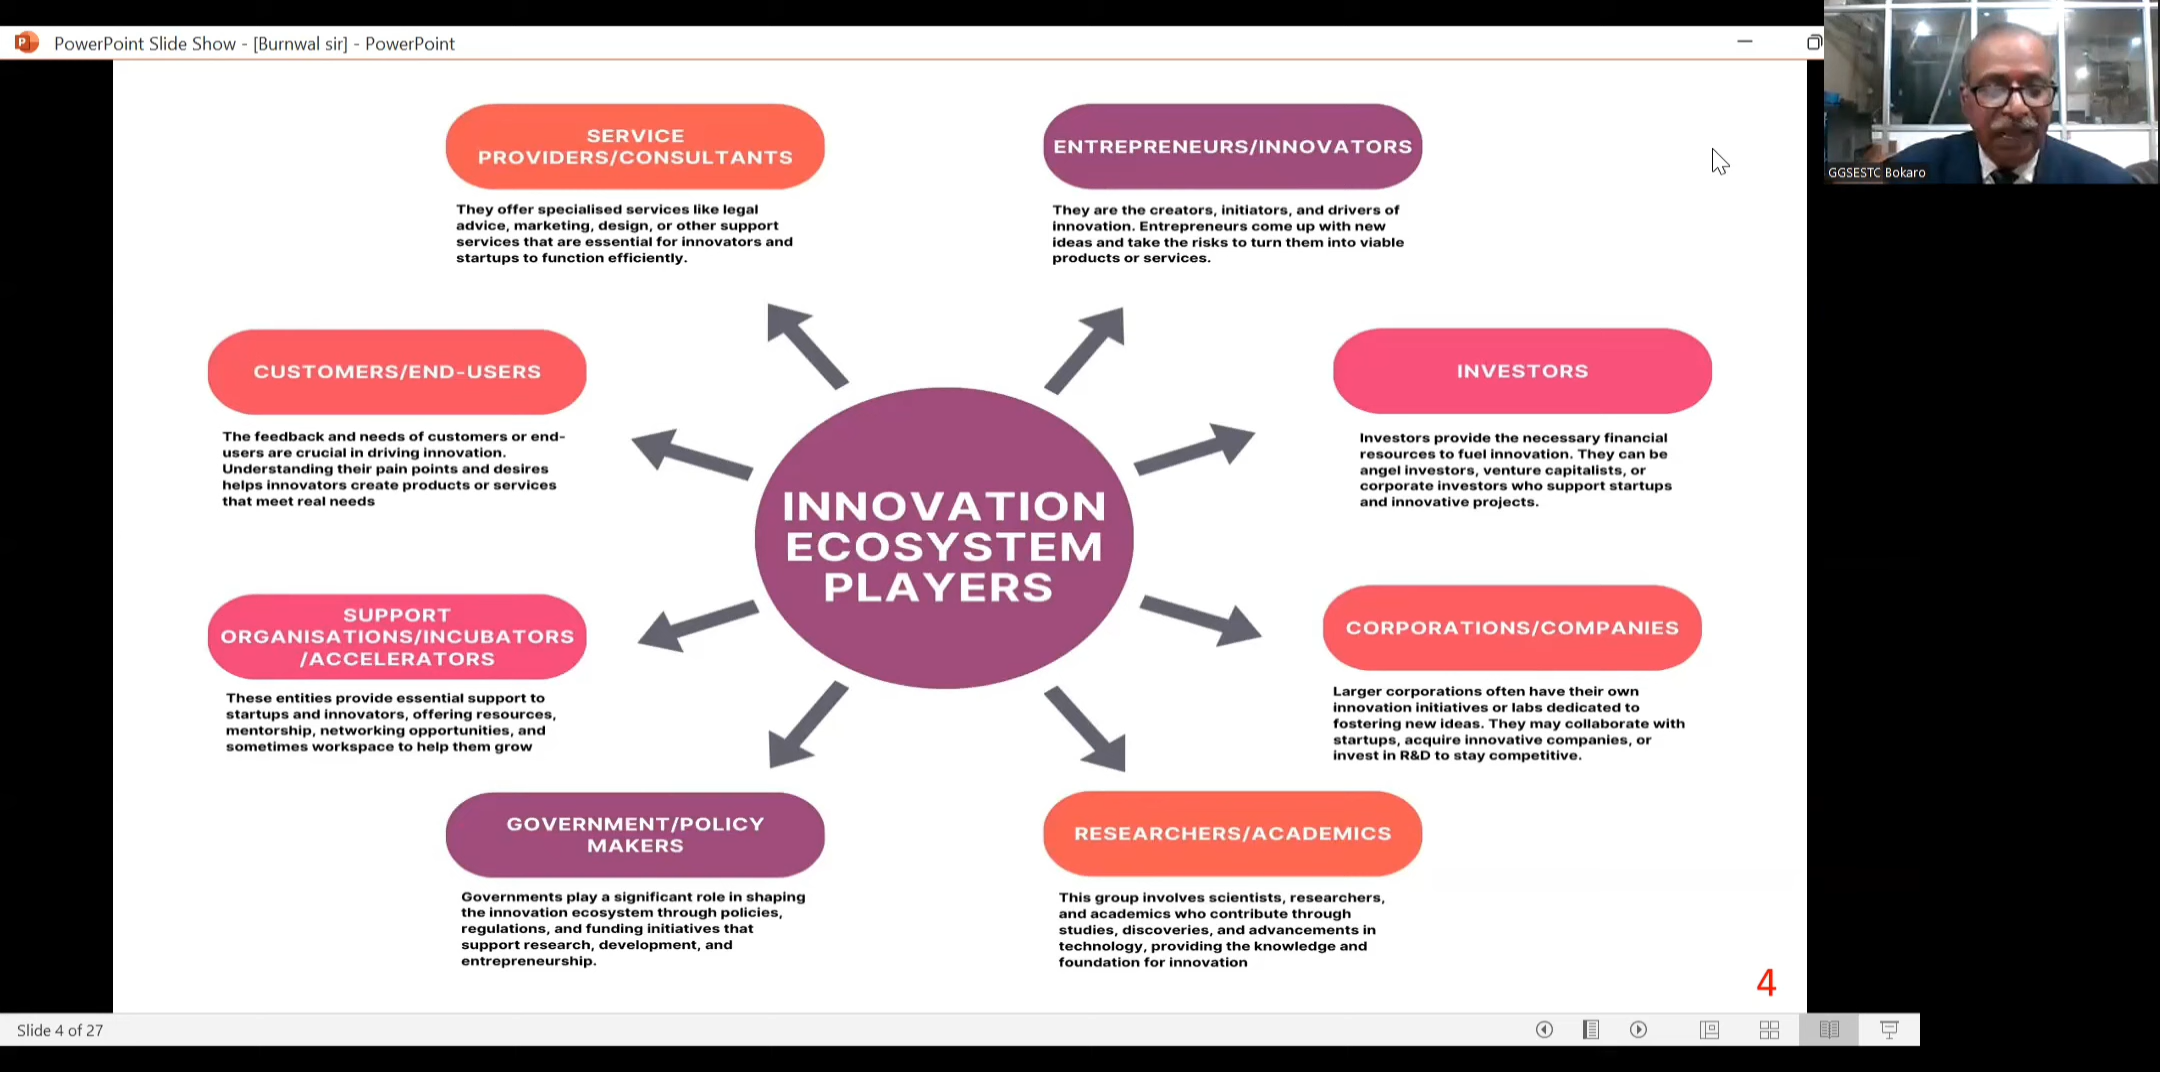 PowerPoint Slide Show - [Burnwal sir] - PowerPoint
GGSESTC Bokaro
SERVICE
PROVIDERS/CONSULTANTS
They offer specialised services like legal
advice, marketing, design, or other support
services that are essential for innovators and
startups to function efficiently.
ENTREPRENEURS/INNOVATORS
They are the creators, initiators, and drivers of
innovation. Entrepreneurs come up with new
ideas and take the risks to turn them into viable
products or services.
CUSTOMERS/END-USERS
The feedback and needs of customers or end-
users are crucial in driving innovation.
Understanding their pain points and desires
helps innovators create products or services
that meet real needs
INVESTORS
Investors provide the necessary financial
resources to fuel innovation. They can be
angel investors, venture capitalists, or
corporate investors who support startups
and innovative projects.
INNOVATION
ECOSYSTEM
PLAYERS
SUPPORT
ORGANISATIONS/INCUBATORS
/ACCELERATORS
These entities provide essential support to
startups and innovators, offering resources,
mentorship, networking opportunities, and
sometimes workspace to help them grow
CORPORATIONS/COMPANIES
Larger corporations often have their own
innovation initiatives or labs dedicated to
fostering new ideas. They may collaborate with
startups, acquire innovative companies, or
invest in R&D to stay competitive.
GOVERNMENT/POLICY
MAKERS
Governments play a significant role in shaping
the innovation ecosystem through policies,
regulations, and funding initiatives that
support research, development, and
entrepreneurship.
RESEARCHERS/ACADEMICS
This group involves scientists, researchers,
and academics who contribute through
studies, discoveries, and advancements in
technology, providing the knowledge and
foundation for innovation
4
Slide 4 of 27